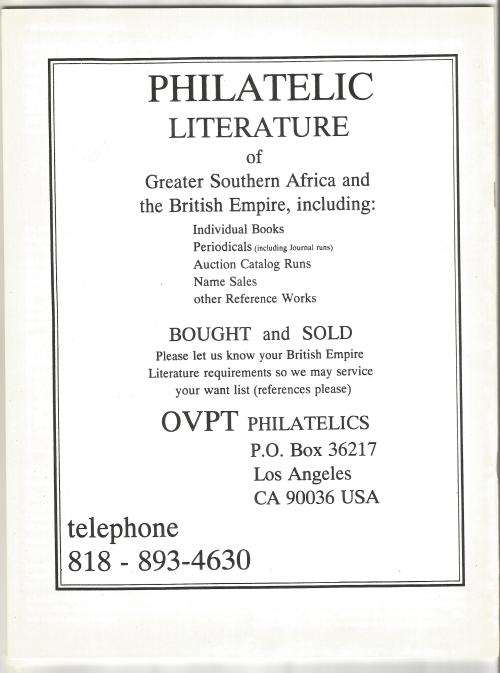 PHILATELIC
LITERATURE
of
Greater Southern Africa and
the British Empire, including:
Individual Books
Periodicals (including Journal runs)
Auction Catalog Runs
Name Sales
other Reference Works
BOUGHT and SOLD
Please let us know your British Empire
Literature requirements so we may service
your want list (references please)
OVPT PHILATELICS
P.O. Box 36217
Los Angeles
CA 90036 USA
telephone
818 - 893-4630